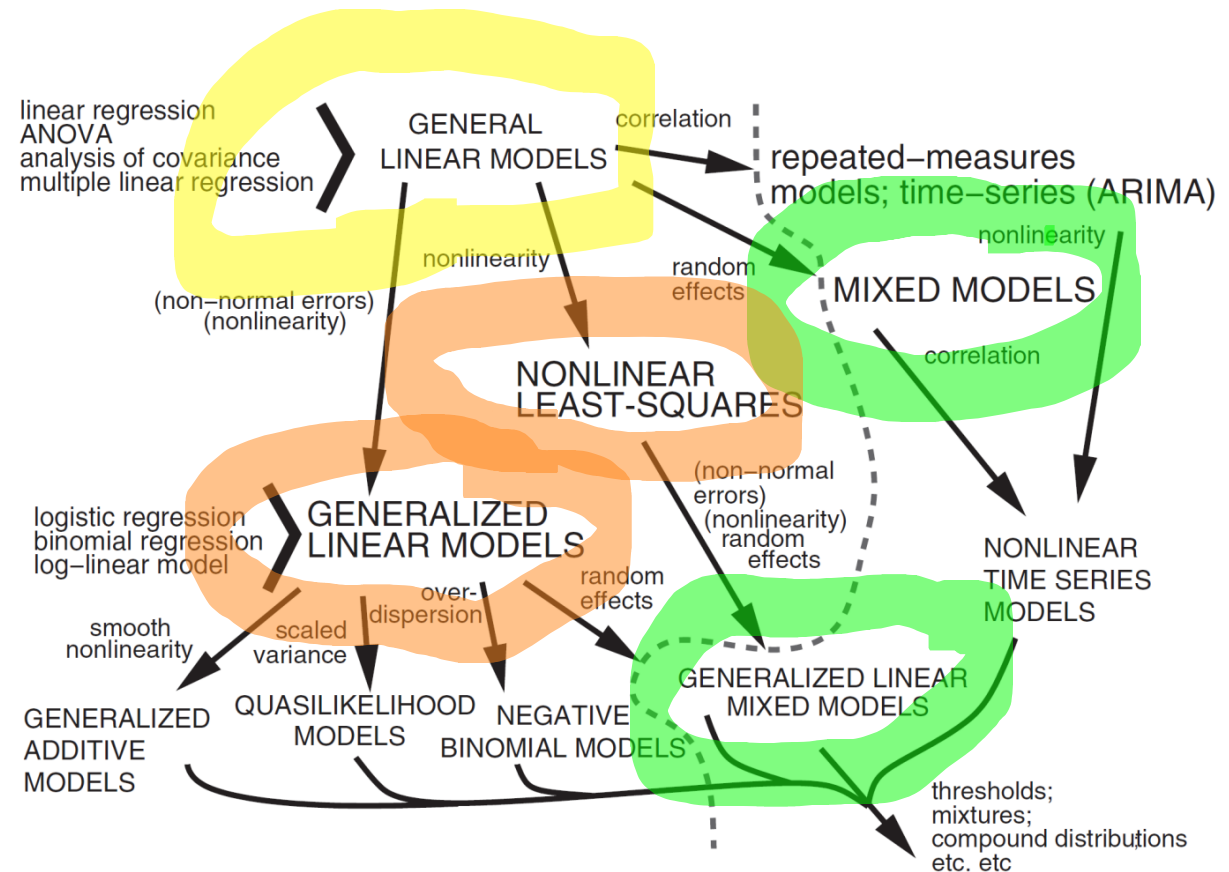 linear regression
ANOVA
analysis of covariance
multiple linear regression
GENERAL
LINEAR MODELS
correlation
repeated−measures
models; time−series (ARIMA)
nonlinearity
nonlinearity
random
effects
MIXED MODELS
(non−normal errors)
(nonlinearity)
correlation
NONLINEAR
LEAST-SQUARES
(non−normal
errors)
(nonlinearity)
random
effects
logistic regression
binomial regression
log−linear model
GENERALIZED
LINEAR MODELS
NONLINEAR
TIME SERIES
MODELS
smooth
nonlinearity
scaled
variance
over-
dispersion
random
effects
GENERALIZED
ADDITIVE
MODELS
QUASILIKELIHOOD
MODELS
NEGATIVE
BINOMIAL MODELS
GENERALIZED LINEAR
MIXED MODELS
thresholds;
mixtures;
compound distributions;
etc. etc